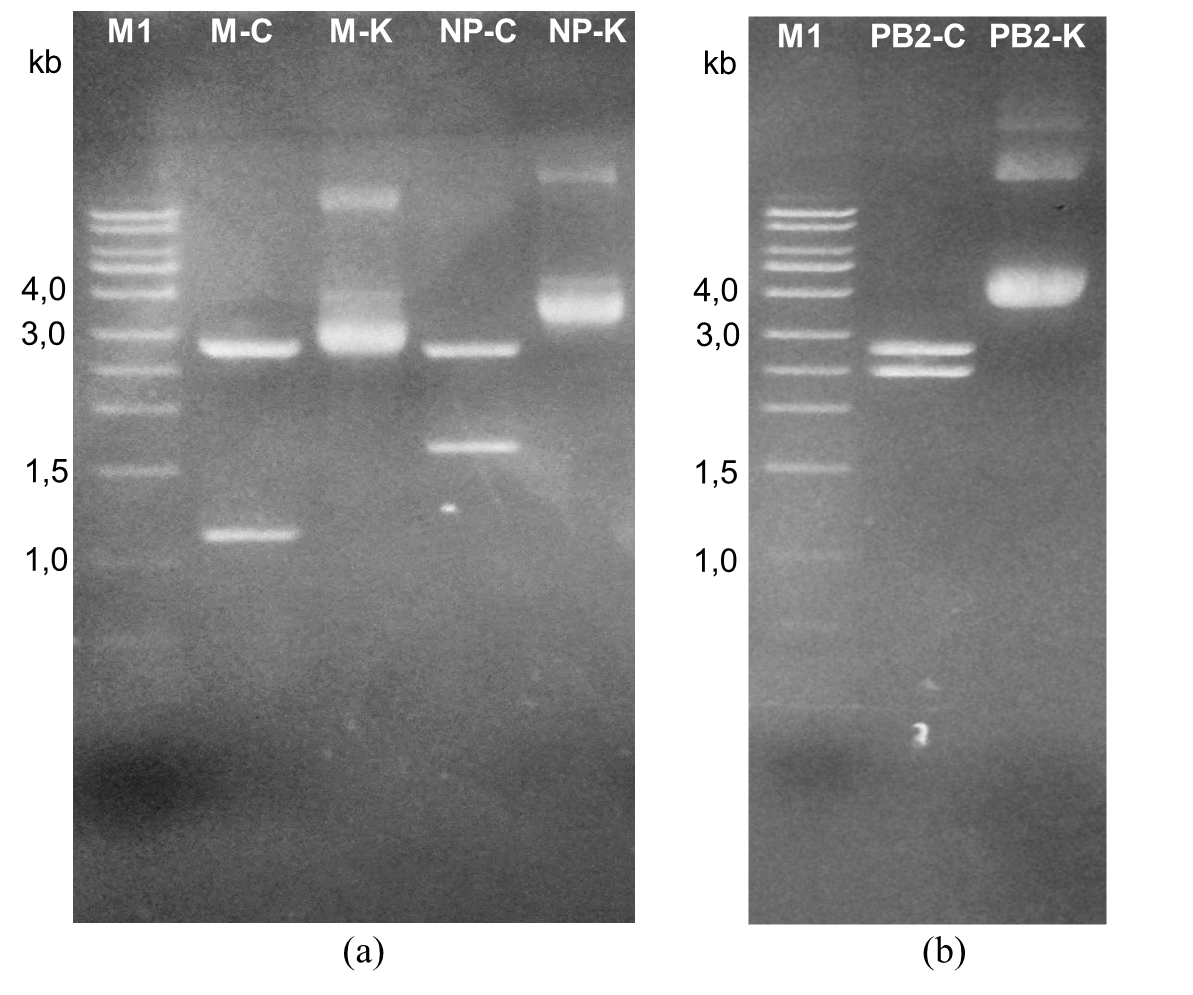 M1 M-C M-K NP-C NP-K
kb
4,0
3,0
1,5
1,0
(a)
M1 PB2-C PB2-K
kb
4,0
3,0
1,5
1,0
(b)